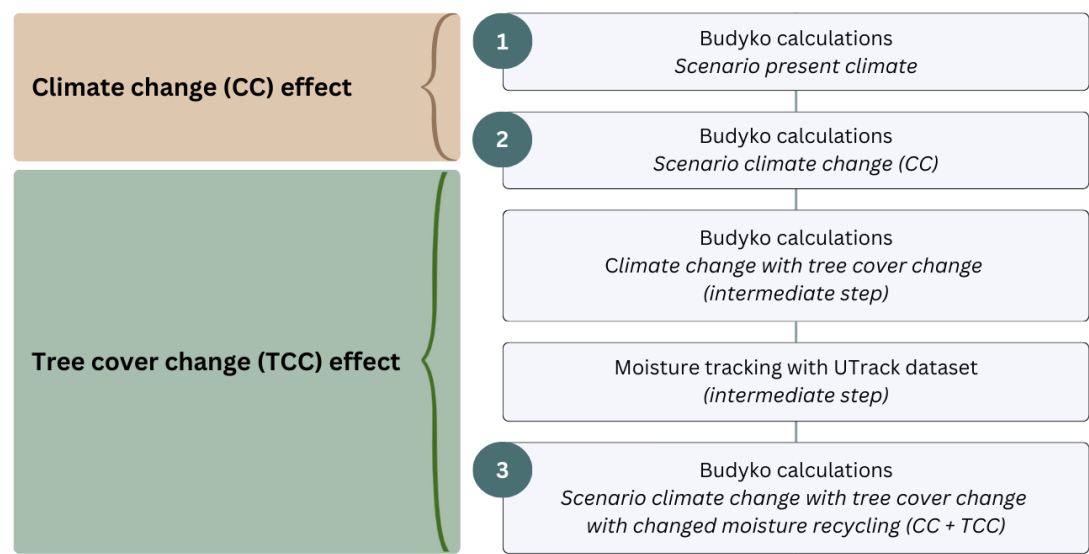 Climate change (CC) effect
1
Budyko calculations
Scenario present climate
2
Budyko calculations
Scenario climate change (CC)
Tree cover change (TCC) effect
Budyko calculations
Climate change with tree cover change
(intermediate step)
Moisture tracking with UTrack dataset
(intermediate step)
3
Budyko calculations
Scenario climate change with tree cover change
with changed moisture recycling (CC + TCC)